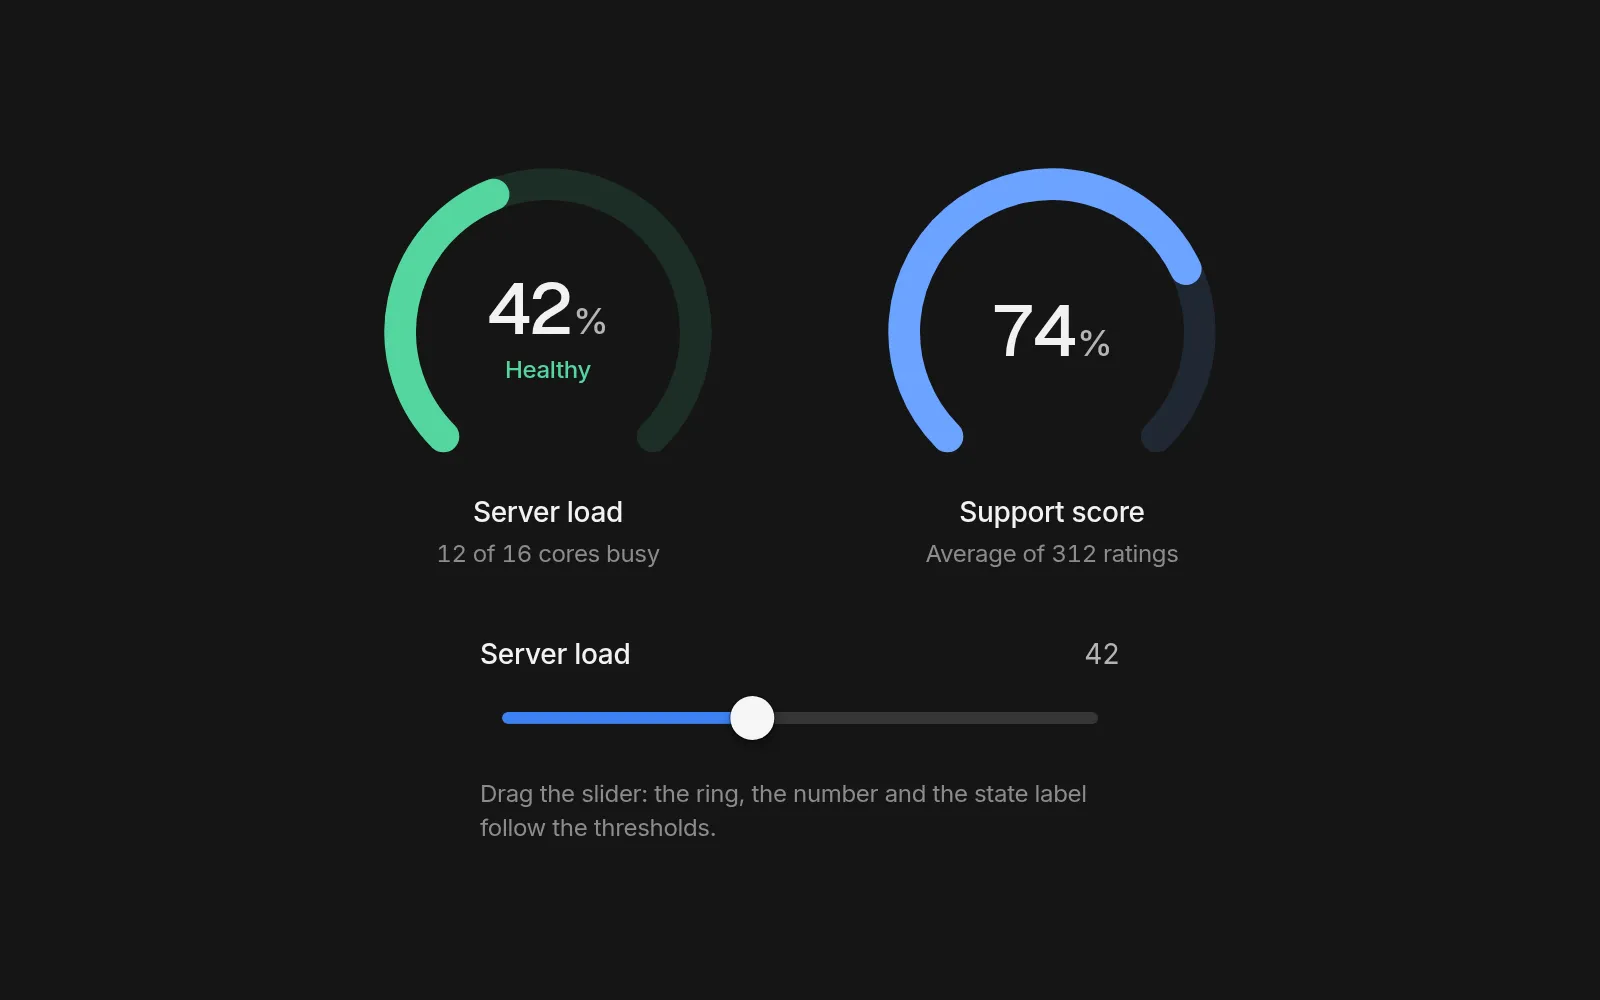 42%
Healthy
74%
Server load
12 of 16 cores busy
Support score
Average of 312 ratings
Server load
42
Drag the slider: the ring, the number and the state label
follow the thresholds.